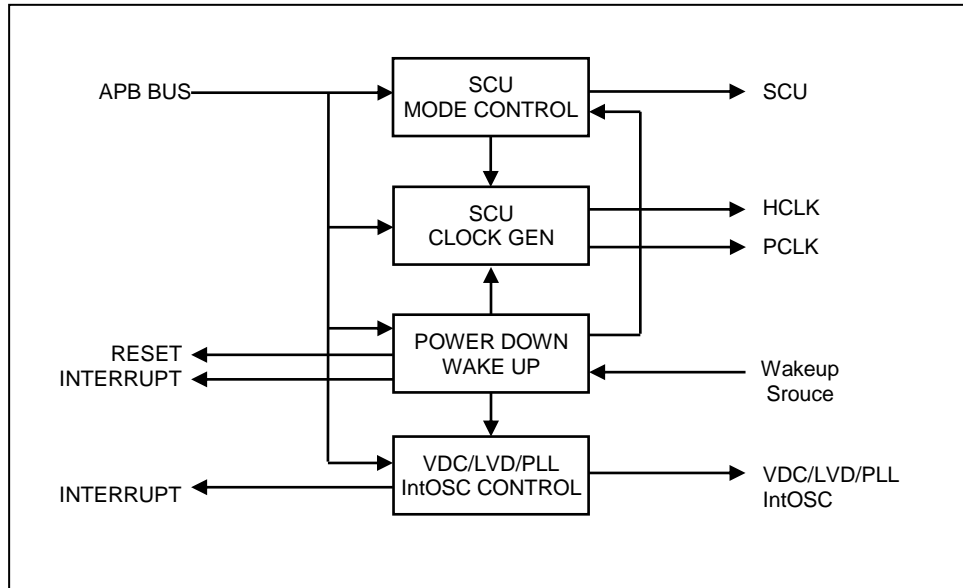 APB BUS
SCU
MODE CONTROL
SCU
SCU
CLOCK GEN
HCLK
PCLK
POWER DOWN
WAKE UP
RESET
INTERRUPT
Wakeup
Srouce
VDC/LVD/PLL
IntOSC CONTROL
INTERRUPT
VDC/LVD/PLL
IntOSC